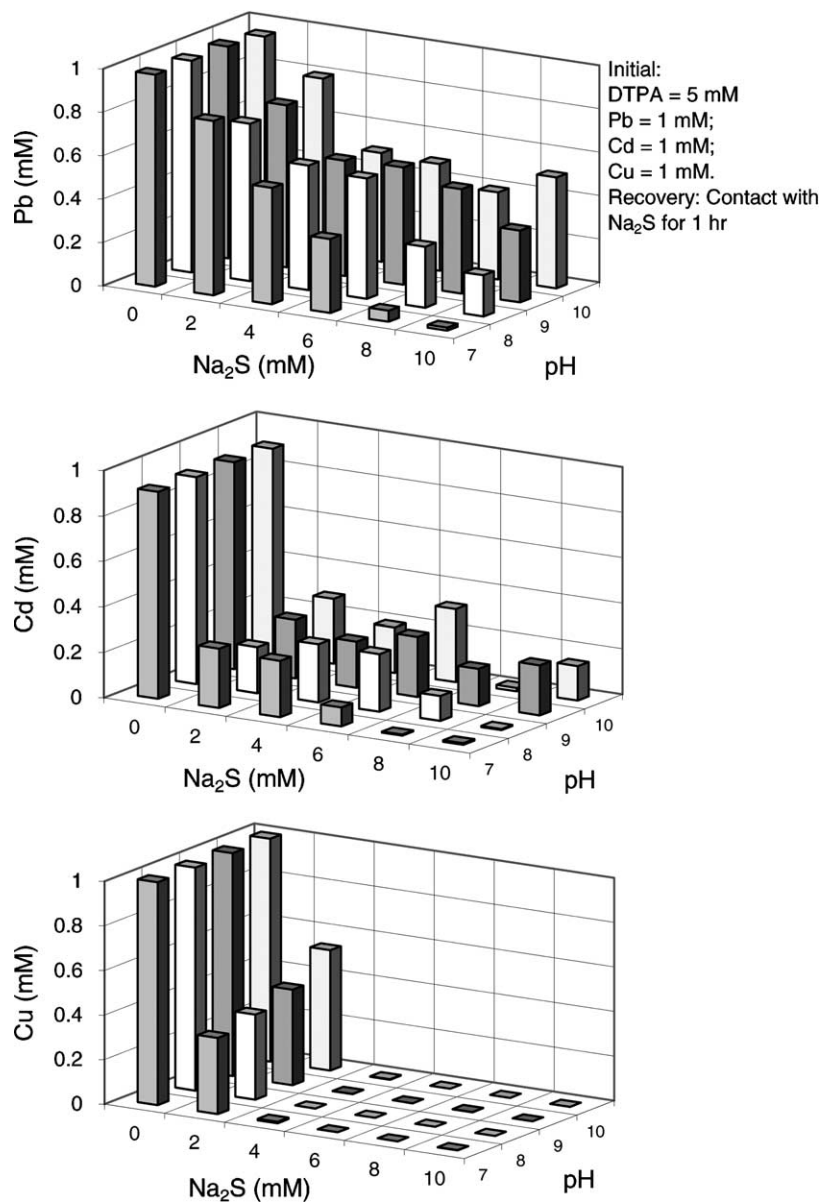 Initial:
DTPA = 5 mM
Pb = 1 mM;
Cd = 1 mM;
Cu = 1 mM.
Recovery: Contact with
Na₂S for 1 hr
Pb (mM)
1
0.8
0.6
0.4
0.2
0
0 2 4 6 8 10
Na₂S (mM)
7 8 9 10
pH
Cd (mM)
1
0.8
0.6
0.4
0.2
0
0 2 4 6 8 10
Na₂S (mM)
7 8 9 10
pH
Cu (mM)
1
0.8
0.6
0.4
0.2
0
0 2 4 6 8 10
Na₂S (mM)
7 8 9 10
pH